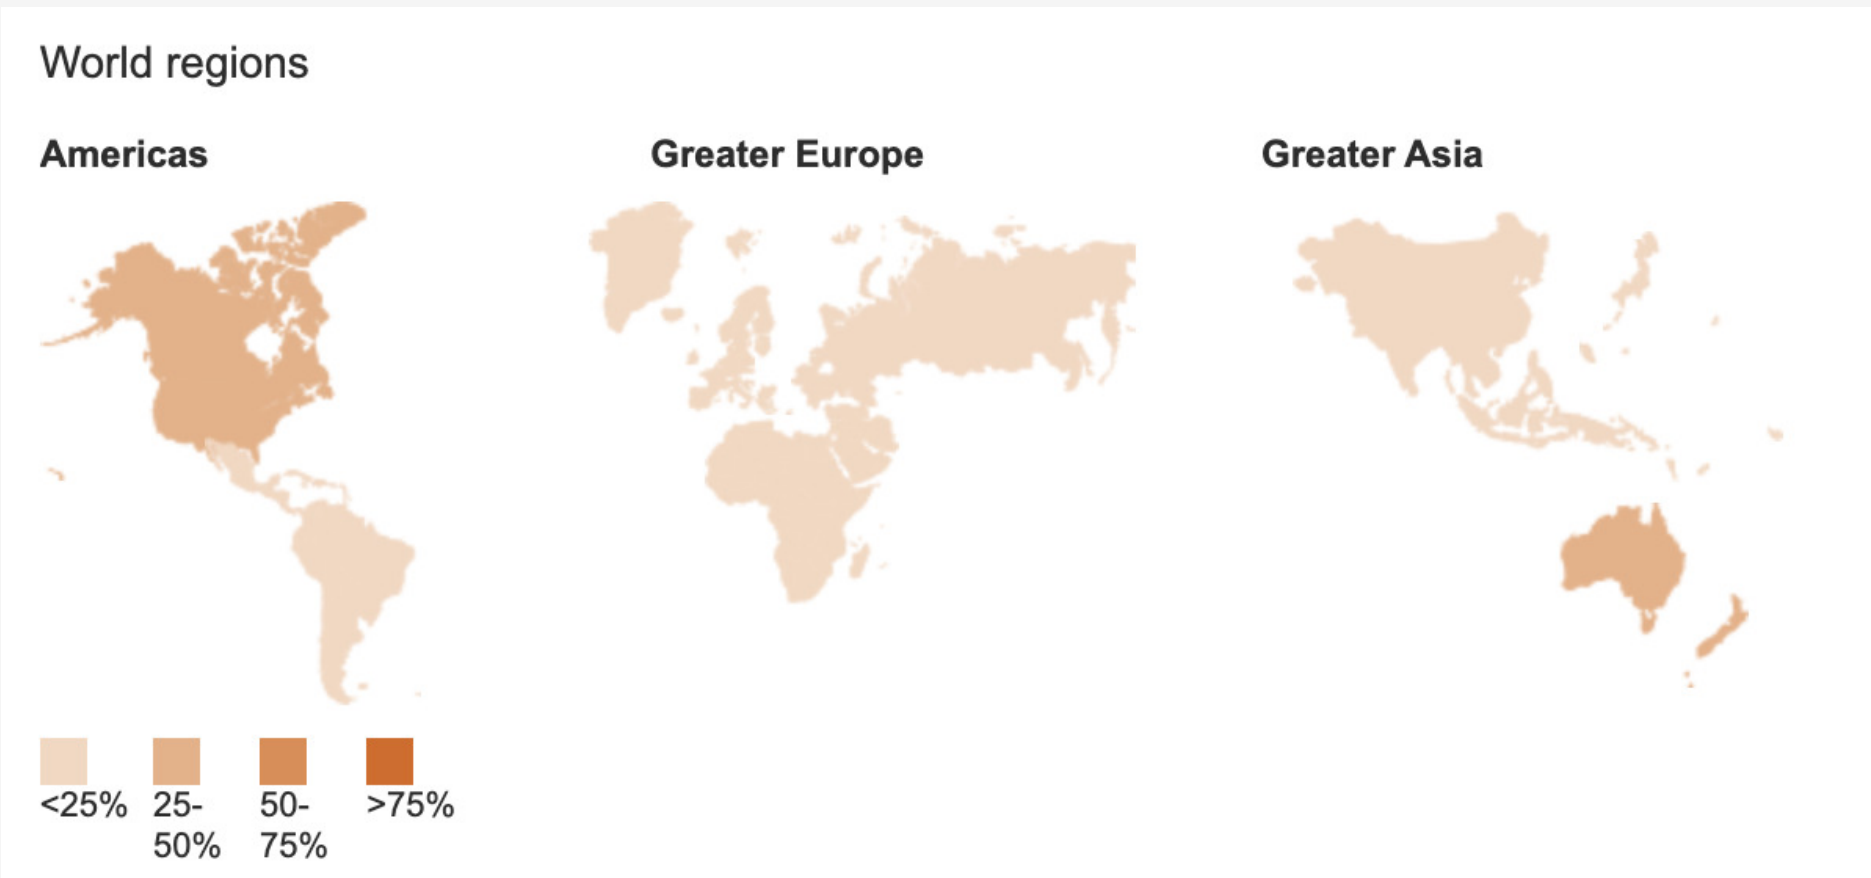 World regions
Americas
Greater Europe
Greater Asia
<25%
25-
50%
50-
75%
>75%